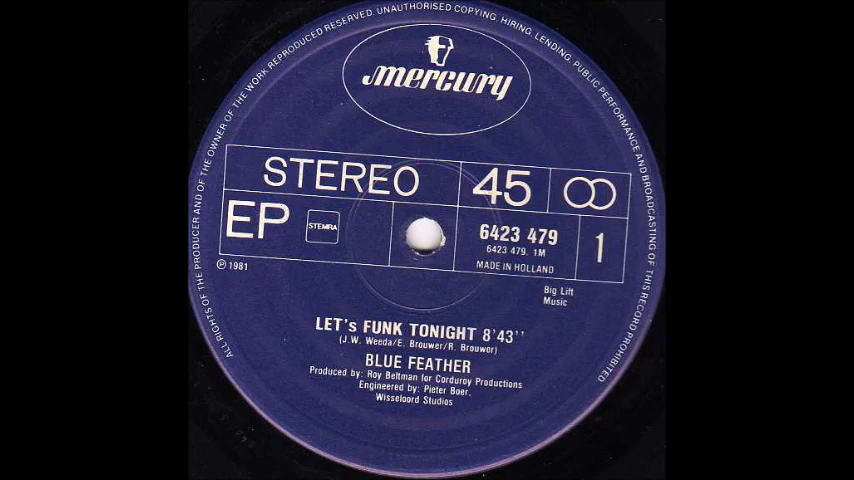 ALL RIGHTS OF THE PRODUCER AND OF THE OWNER OF THE WORK REPRODUCED RESERVED. UNAUTHORISED COPYING, HIRING, LENDING, PUBLIC PERFORMANCE AND BROADCASTING OF THIS RECORD PROHIBITED
mercury
STEREO 45
EP STEMRA 6423 479 1
6423 479. 1M
MADE IN HOLLAND
℗ 1981
Big Lift
Music
LET's FUNK TONIGHT 8'43''
(J.W. Weeda/E. Brouwer/R. Brouwer)
BLUE FEATHER
Produced by: Roy Beltman for Corduroy Productions
Engineered by: Pieter Boer,
Wisseloord Studios